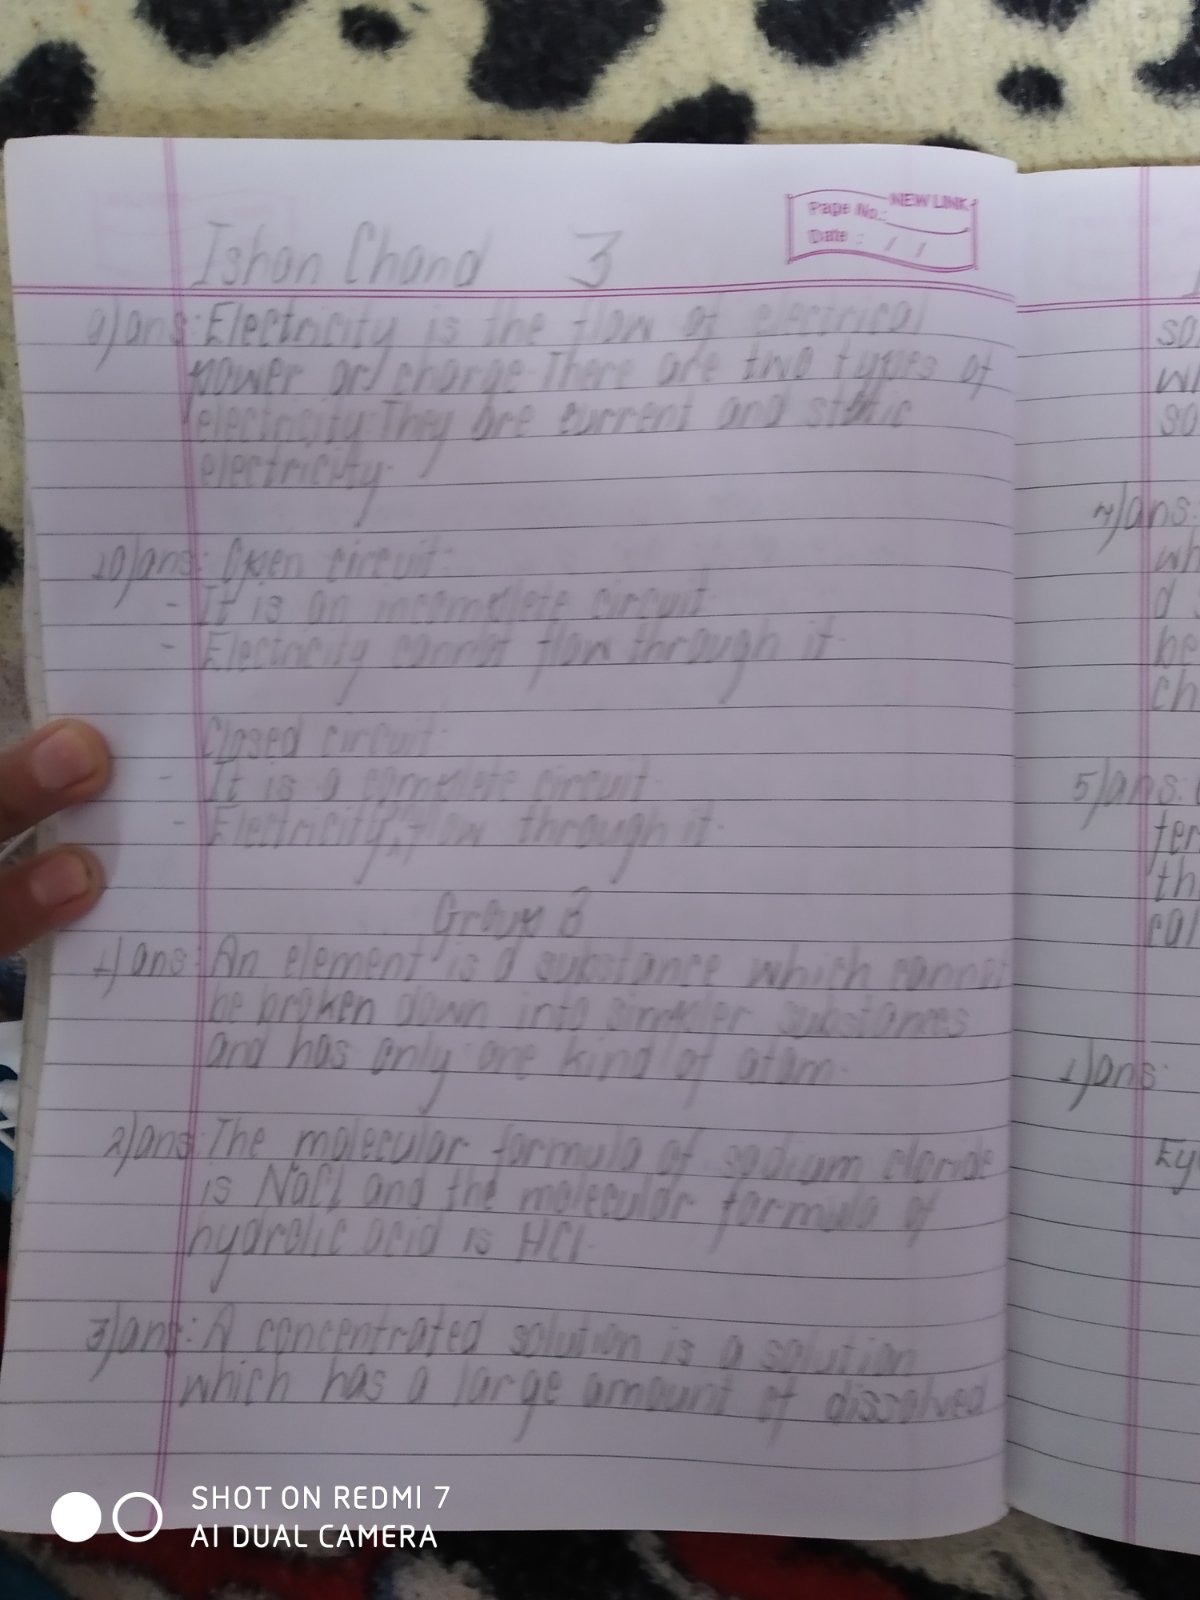 NEW LINK
Page No.:
Date : / /
Ishan Chand 3
9)ans: Electricity is the flow of electrical
power or charge. There are two types of
electricity. They are current and static
electricity.
10)ans: Open circuit:
- It is an incomplete circuit.
- Electricity cannot flow through it.
Closed circuit:
- It is a complete circuit.
- Electricity flow through it.
Group B
1)ans: An element is a substance which cannot
be broken down into simpler substances
and has only one kind of atom.
2)ans: The molecular formula of sodium cloride
is NaCl and the molecular formula of
hydrolic acid is HCl.
3)ans: A concentrated solution is a solution
which has a large amount of dissolved
so
wh
so
4)ans:
wh
d
be
ch
5)ans:
ter
th
cal
1)ans:
Ey
SHOT ON REDMI 7
AI DUAL CAMERA